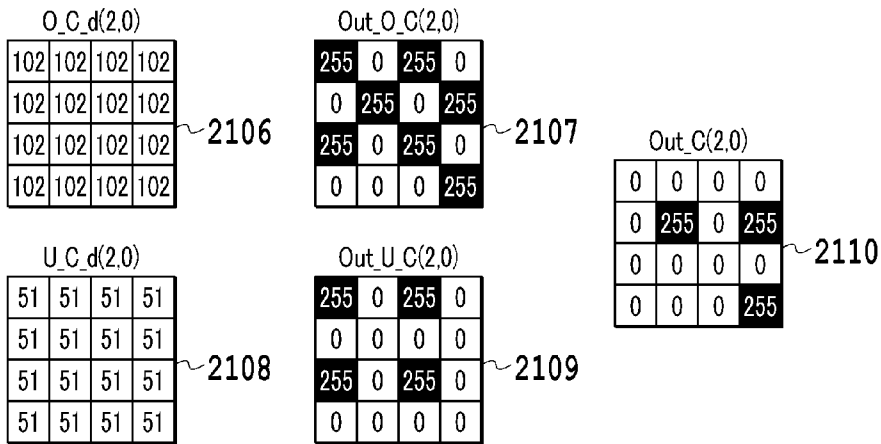 O_C_d(2,0)
102 102 102 102
102 102 102 102
102 102 102 102
102 102 102 102
2106
Out_O_C(2,0)
255 0 255 0
0 255 0 255
255 0 255 0
0 0 0 255
2107
U_C_d(2,0)
51 51 51 51
51 51 51 51
51 51 51 51
51 51 51 51
2108
Out_U_C(2,0)
255 0 255 0
0 0 0 0
255 0 255 0
0 0 0 0
2109
Out_C(2,0)
0 0 0 0
0 255 0 255
0 0 0 0
0 0 0 255
2110